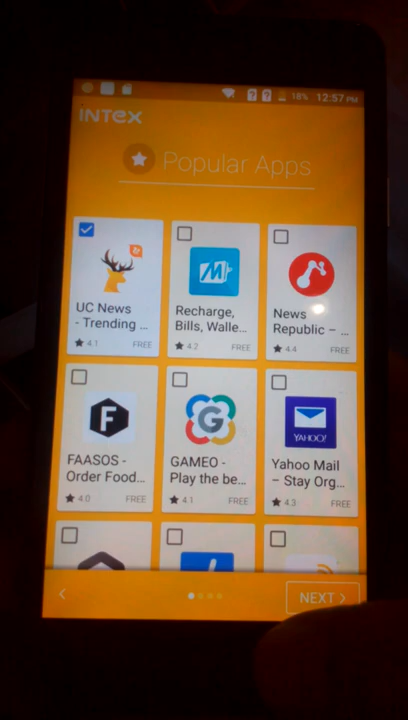 18% 12:57 PM
INTEX
Popular Apps
UC News
- Trending ...
4.1 FREE
Recharge,
Bills, Walle...
4.2 FREE
News
Republic – ...
4.4 FREE
F
FAASOS -
Order Food...
4.0 FREE
G
GAMEO -
Play the be...
4.1 FREE
YAHOO!
Yahoo Mail
– Stay Org...
4.3 FREE
NEXT >